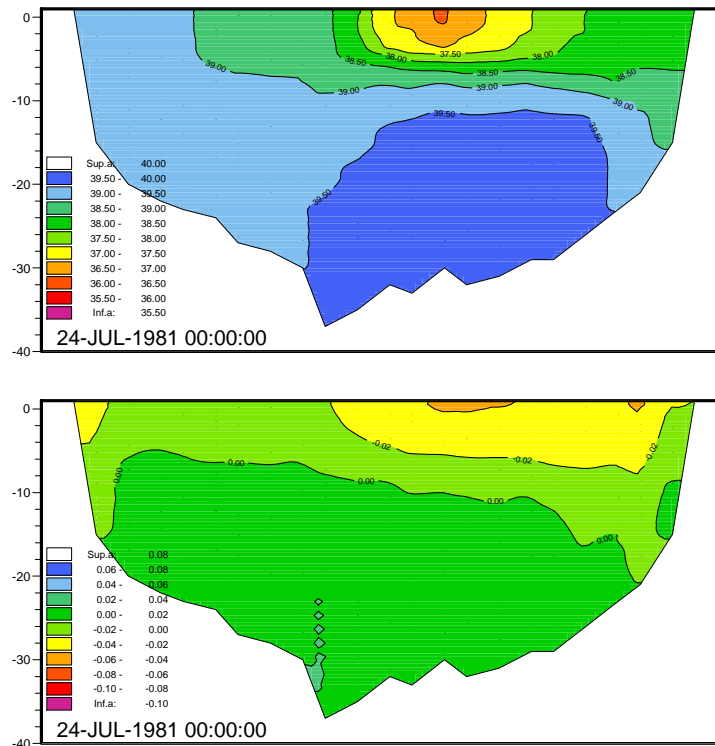 0
-10
-20
-30
-40
39.00
38.50
38.00
37.50
38.00
38.50
38.50
39.00
39.00
39.00
39.50
39.50
39.50
Sup.a: 40.00
39.50 - 40.00
39.00 - 39.50
38.50 - 39.00
38.00 - 38.50
37.50 - 38.00
37.00 - 37.50
36.50 - 37.00
36.00 - 36.50
35.50 - 36.00
Inf.a: 35.50
24-JUL-1981 00:00:00
0
-10
-20
-30
-40
-0.02
-0.02
-0.02
0.00
0.00
0.00
0.00
0.00
Sup.a: 0.08
0.06 - 0.08
0.04 - 0.06
0.02 - 0.04
0.00 - 0.02
-0.02 - 0.00
-0.04 - -0.02
-0.06 - -0.04
-0.08 - -0.06
-0.10 - -0.08
Inf.a: -0.10
24-JUL-1981 00:00:00